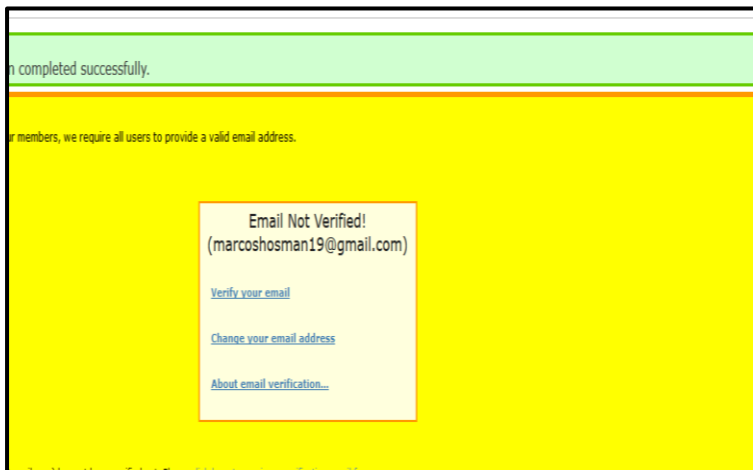 completed successfully.
members, we require all users to provide a valid email address.
Email Not Verified!
(marcoshosman19@gmail.com)
Verify your email
Change your email address
About email verification...